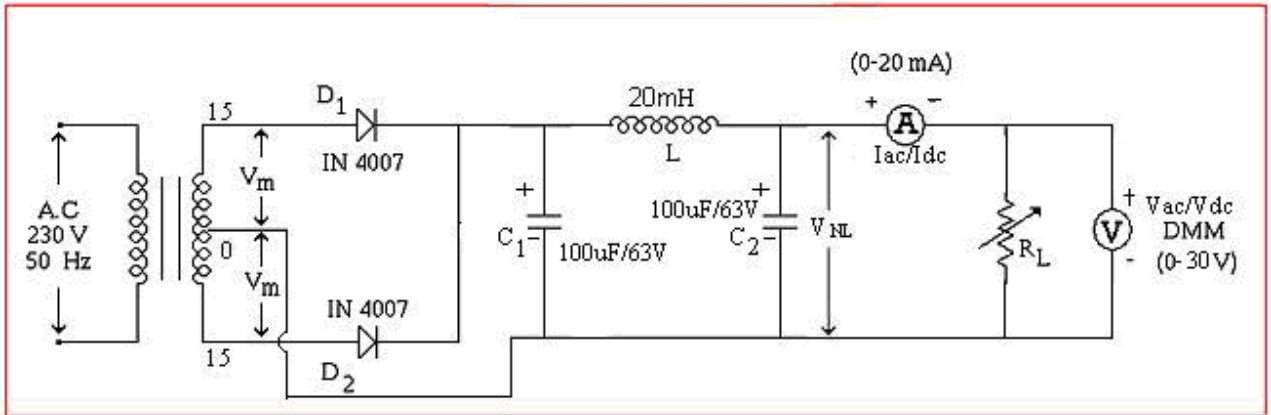 A.C
230 V
50 Hz
15
0
15
Vm
Vm
D1
IN 4007
IN 4007
D2
+
C1
-
100uF/63V
20mH
L
+
100uF/63V
C2
-
VNL
(0-20 mA)
+ -
A
Iac/Idc
RL
+
V
-
Vac/Vdc
DMM
(0-30V)